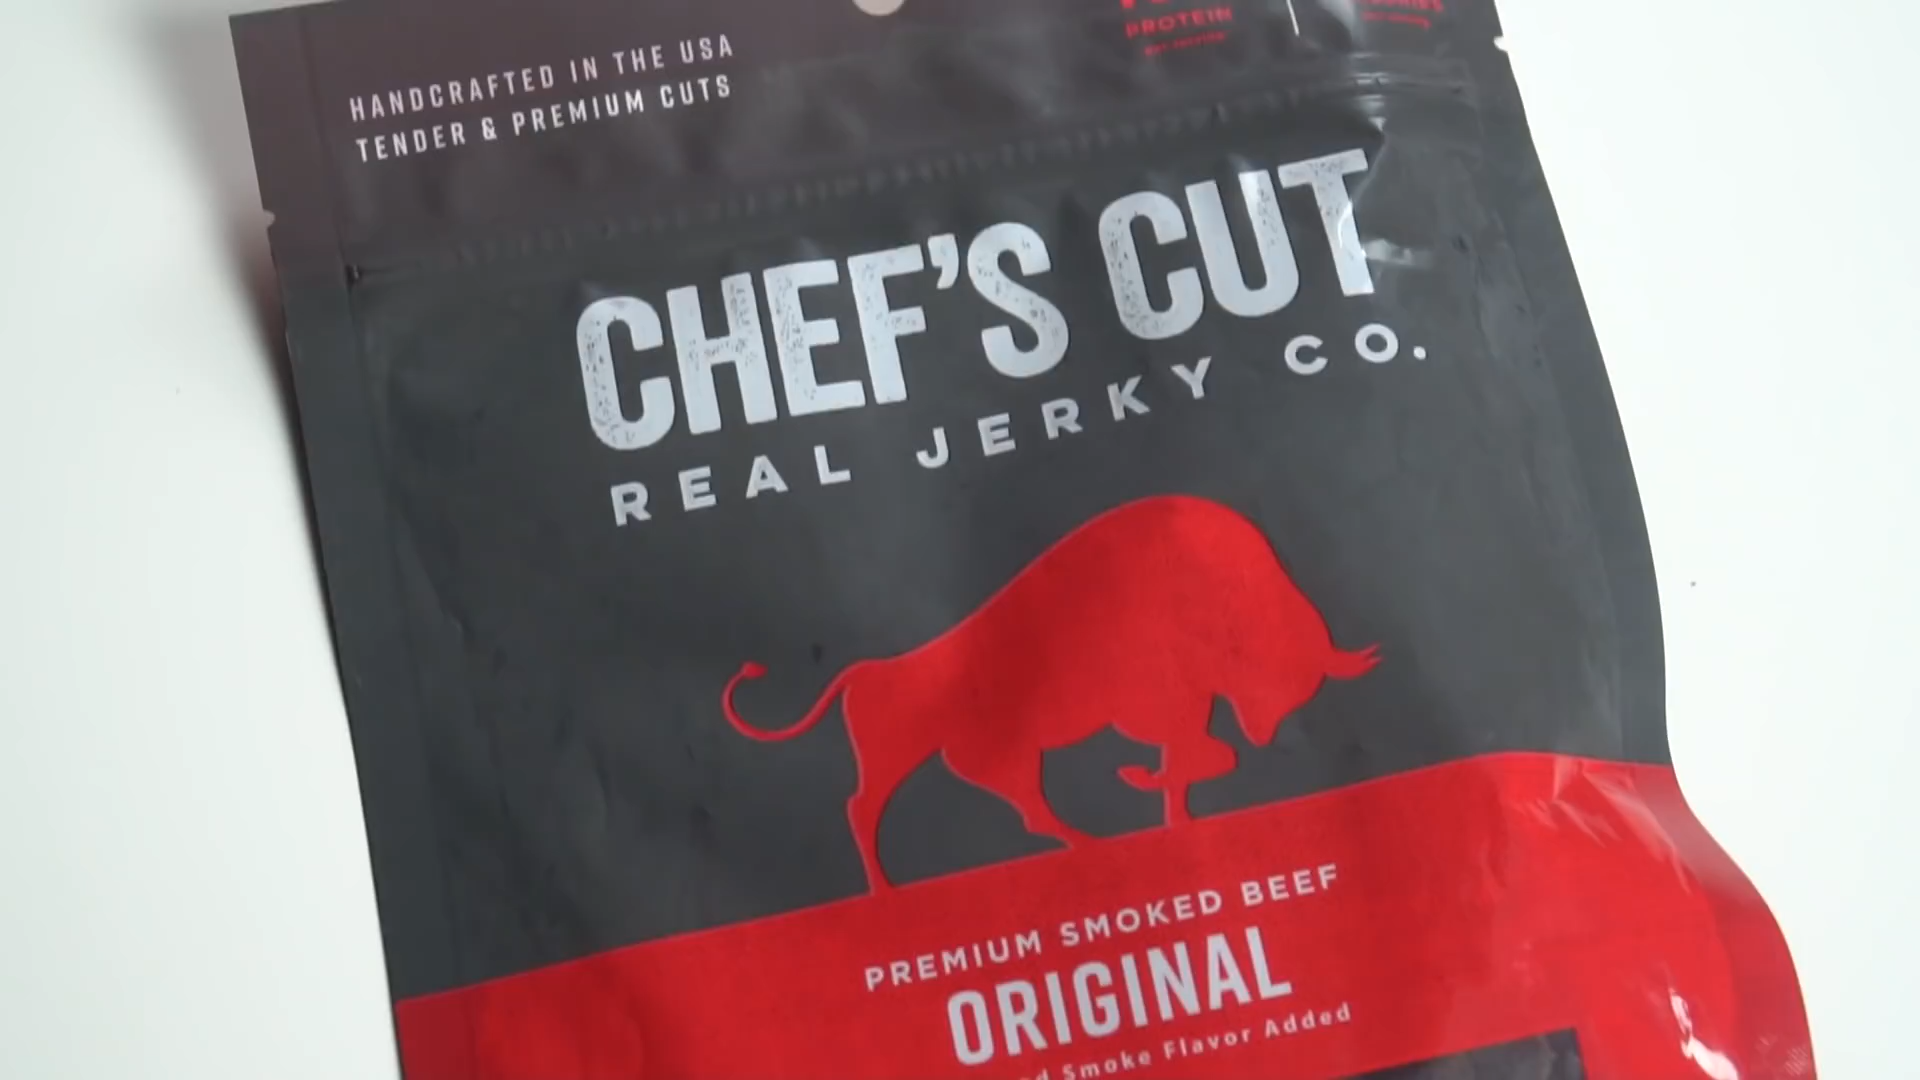 HANDCRAFTED IN THE USA
TENDER & PREMIUM CUTS
PROTEIN
CHEF'S CUT
REAL JERKY CO.
PREMIUM SMOKED BEEF
ORIGINAL
Smoke Flavor Added